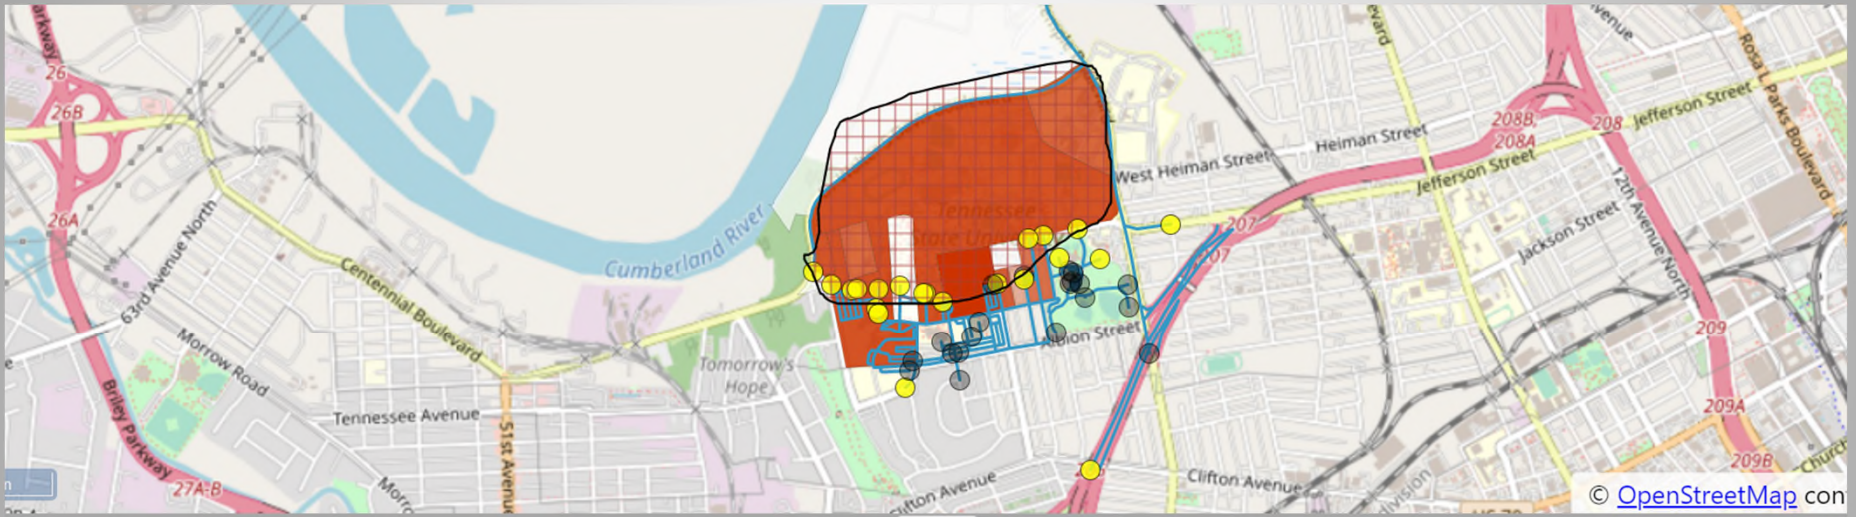 26
26B
26A
63rd Avenue North
Centennial Boulevard
Morrow Road
Briley Parkway
27A-B
Tennessee Avenue
51st Avenue
Cumberland River
Tomorrow's
Hope
Tennessee
State Uni
Albion Street
Clifton Avenue
Clifton Avenue
West Heiman Street
Heiman Street
207
207
Jefferson Street
Jefferson Street
208B,
208A
208
Jackson Street
12th Avenue North
Rosa L Parks Boulevard
209
209A
209B
Church
© OpenStreetMap con